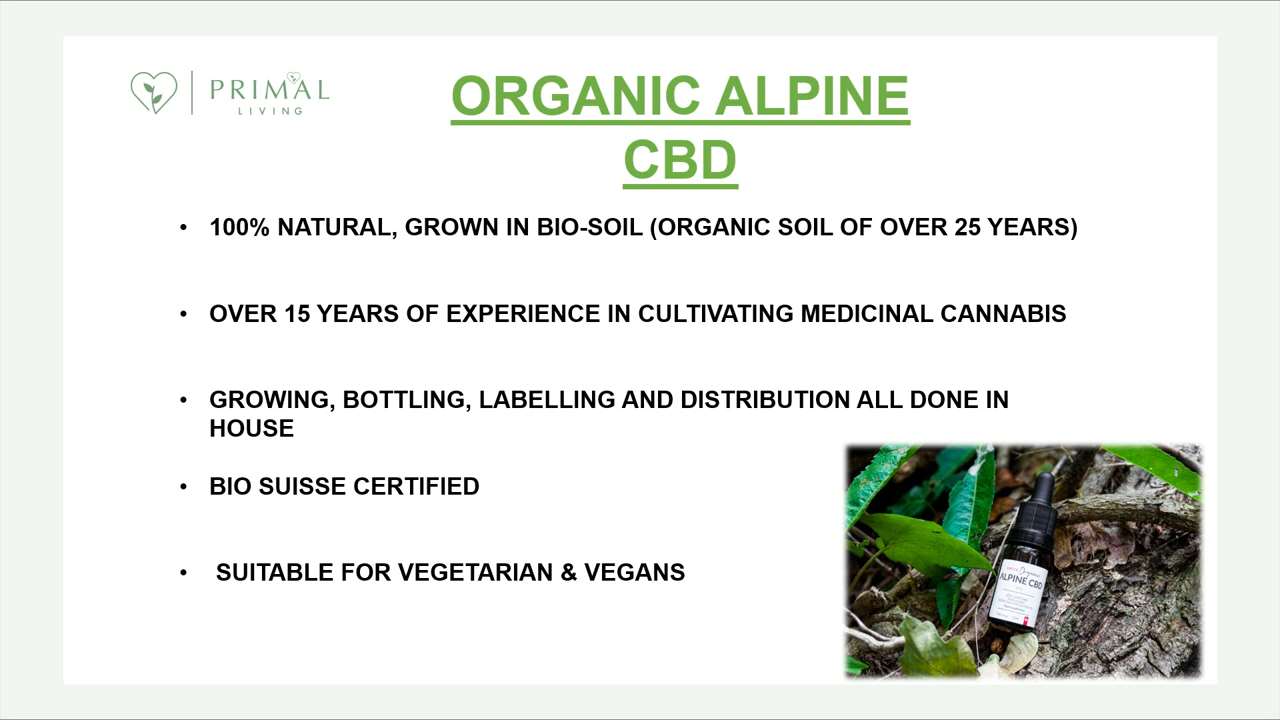 PRIMAL
LIVING
ORGANIC ALPINE
CBD
• 100% NATURAL, GROWN IN BIO-SOIL (ORGANIC SOIL OF OVER 25 YEARS)
• OVER 15 YEARS OF EXPERIENCE IN CULTIVATING MEDICINAL CANNABIS
• GROWING, BOTTLING, LABELLING AND DISTRIBUTION ALL DONE IN
HOUSE
• BIO SUISSE CERTIFIED
• SUITABLE FOR VEGETARIAN & VEGANS
Organic
ALPINE CBD